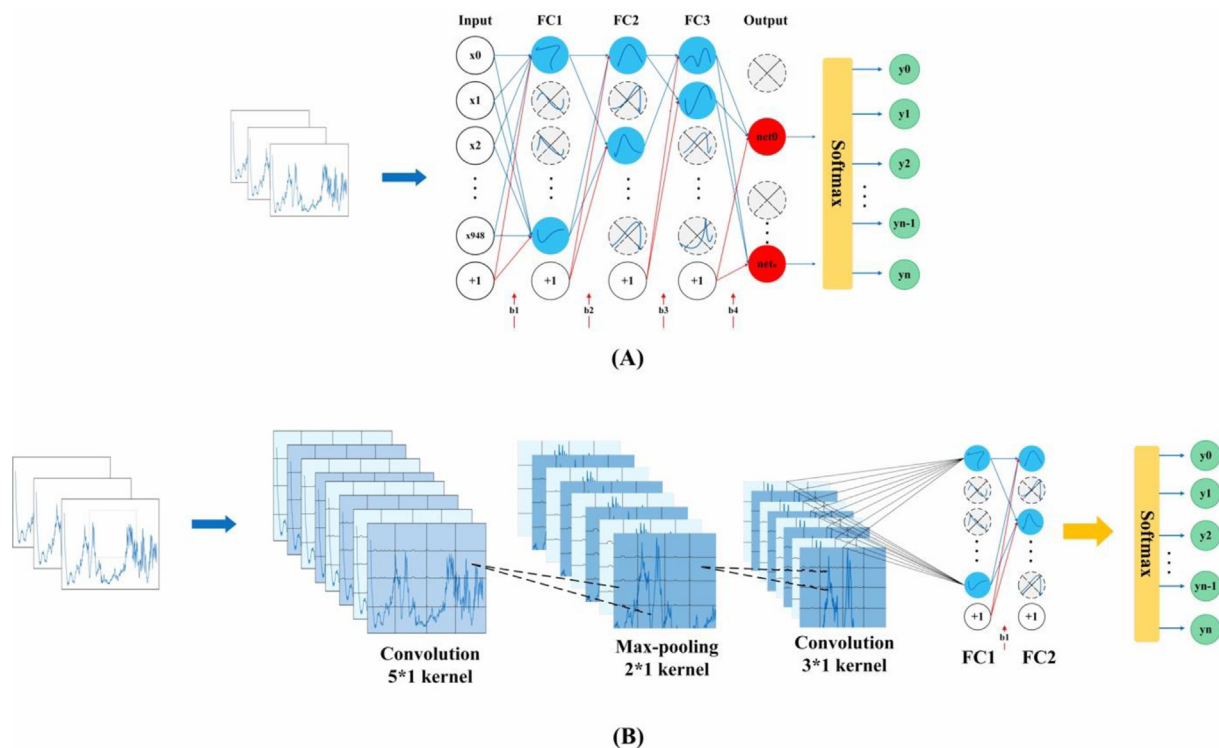 Input FC1 FC2 FC3 Output
x0
x1
x2
x948
+1 +1 +1 +1
net0
b1 b2 b3 b4
Softmax
y0
y1
y2
yn-1
yn
(A)
Convolution
5*1 kernel
Max-pooling
2*1 kernel
Convolution
3*1 kernel
+1 +1
b1
FC1 FC2
Softmax
y0
y1
y2
yn-1
yn
(B)